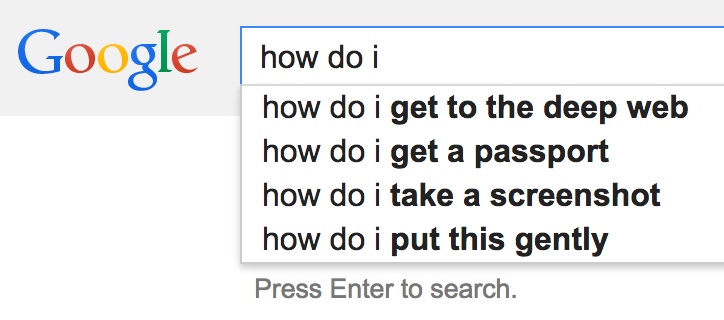 Google
how do i
how do i get to the deep web
how do i get a passport
how do i take a screenshot
how do i put this gently
Press Enter to search.